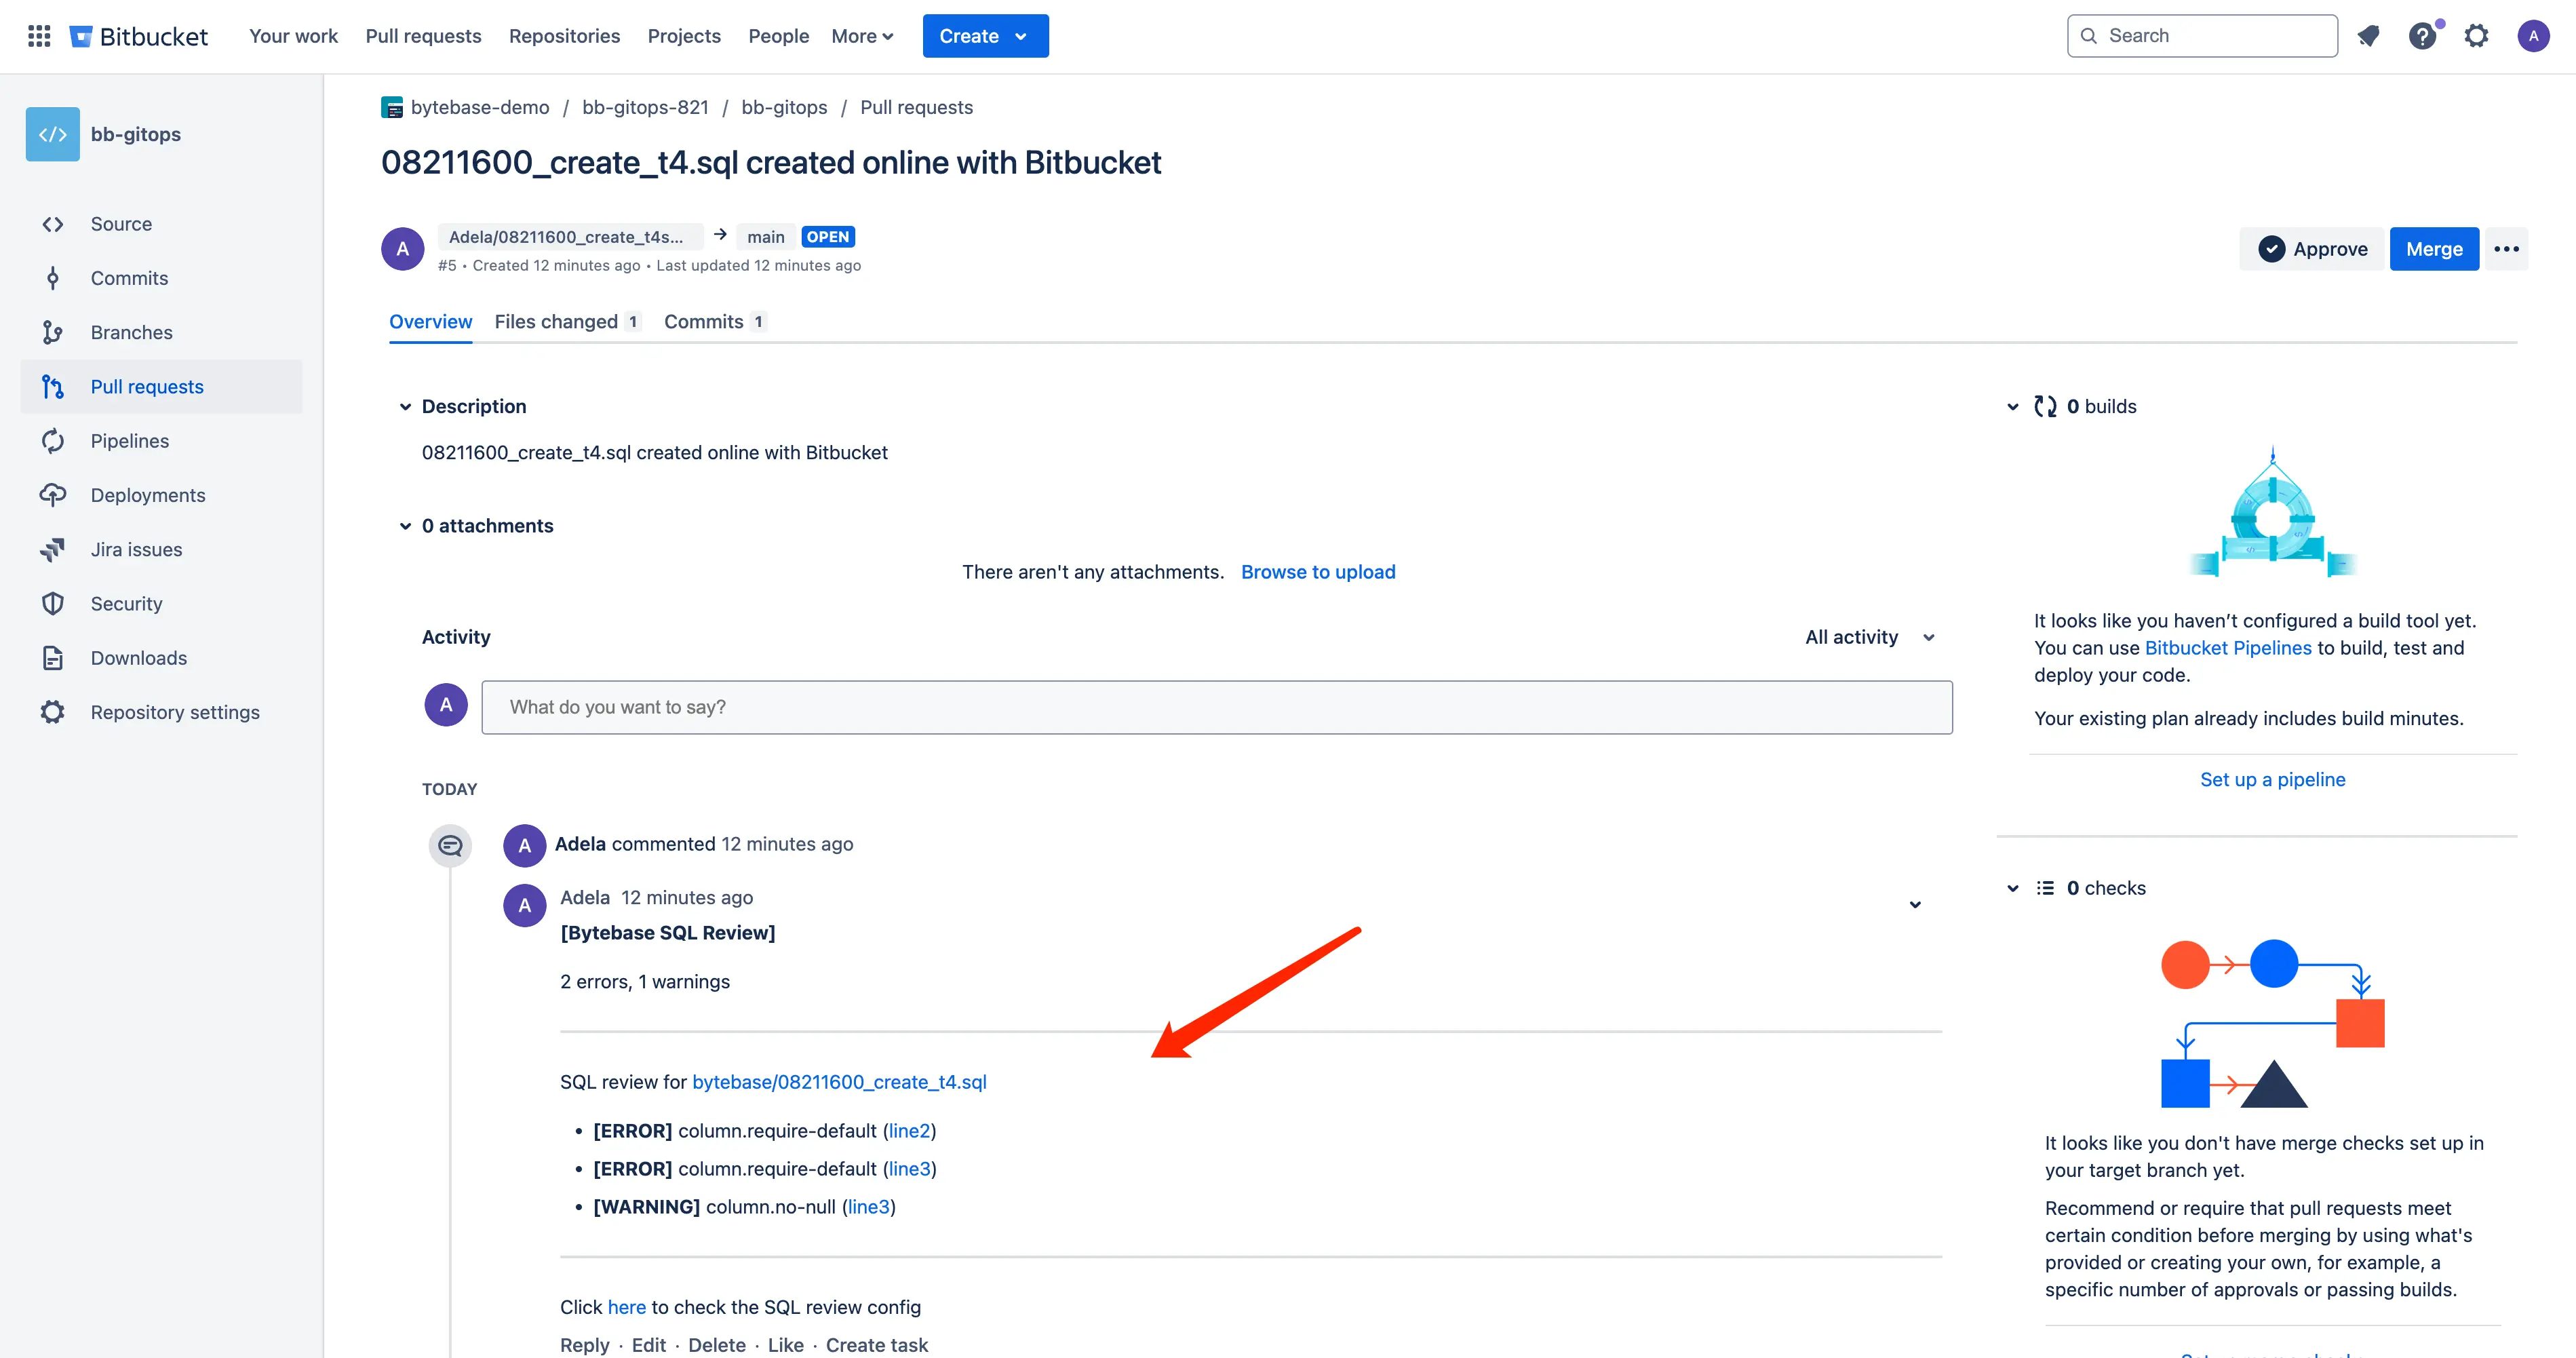 Bitbucket
Your work
Pull requests
Repositories
Projects
People
More
Create
Search
A
bb-gitops
Source
Commits
Branches
Pull requests
Pipelines
Deployments
Jira issues
Security
Downloads
Repository settings
bytebase-demo / bb-gitops-821 / bb-gitops / Pull requests
08211600_create_t4.sql created online with Bitbucket
A
Adela/08211600_create_t4s... → main OPEN
#5 • Created 12 minutes ago • Last updated 12 minutes ago
Approve
Merge
Overview
Files changed 1
Commits 1
Description
08211600_create_t4.sql created online with Bitbucket
0 attachments
There aren't any attachments. Browse to upload
Activity
All activity
A
What do you want to say?
TODAY
A
Adela commented 12 minutes ago
A
Adela 12 minutes ago
[Bytebase SQL Review]
2 errors, 1 warnings
SQL review for bytebase/08211600_create_t4.sql
• [ERROR] column.require-default (line2)
• [ERROR] column.require-default (line3)
• [WARNING] column.no-null (line3)
Click here to check the SQL review config
Reply · Edit · Delete · Like · Create task
0 builds
It looks like you haven’t configured a build tool yet.
You can use Bitbucket Pipelines to build, test and
deploy your code.
Your existing plan already includes build minutes.
Set up a pipeline
0 checks
It looks like you don't have merge checks set up in
your target branch yet.
Recommend or require that pull requests meet
certain condition before merging by using what's
provided or creating your own, for example, a
specific number of approvals or passing builds.